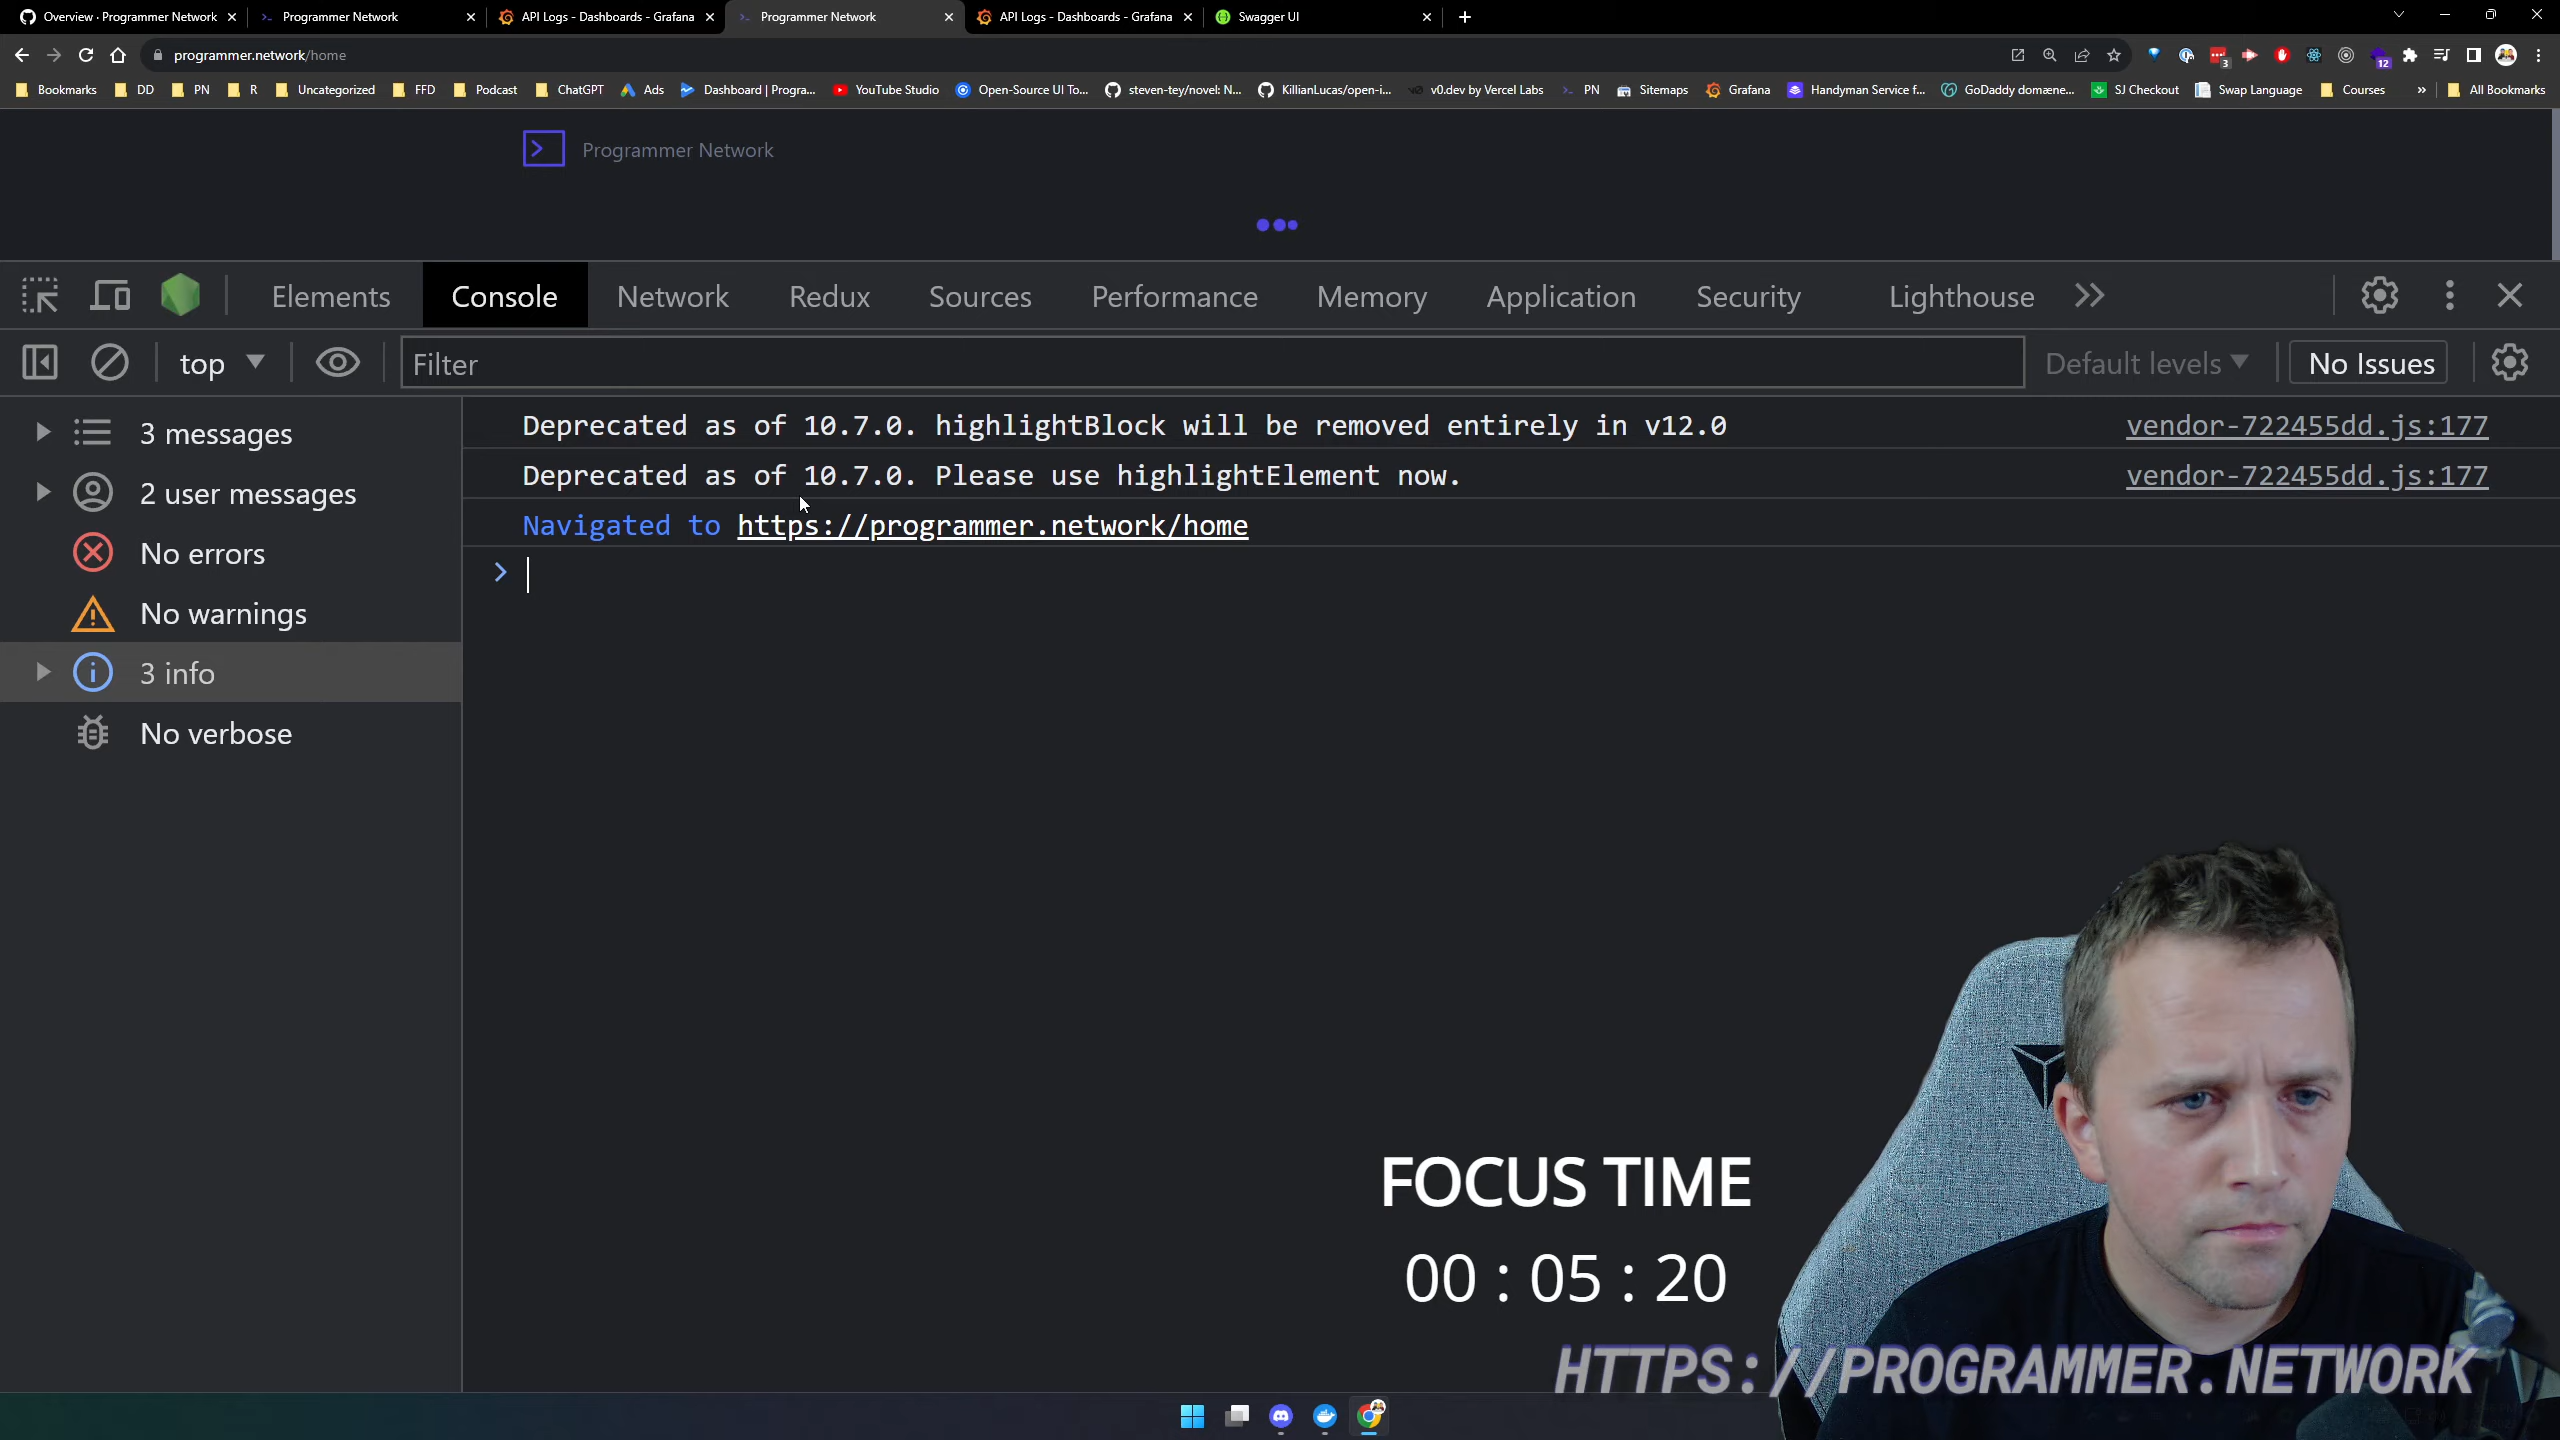 Overview · Programmer Network
Programmer Network
API Logs - Dashboards - Grafana
Programmer Network
API Logs - Dashboards - Grafana
Swagger UI
programmer.network/home
3
12
Bookmarks
DD
PN
R
Uncategorized
FFD
Podcast
ChatGPT
Ads
Dashboard | Progra...
YouTube Studio
Open-Source UI To...
steven-tey/novel: N...
KillianLucas/open-i...
v0.dev by Vercel Labs
PN
Sitemaps
Grafana
Handyman Service f...
GoDaddy domæne...
SJ Checkout
Swap Language
Courses
»
All Bookmarks
Programmer Network
Elements
Console
Network
Redux
Sources
Performance
Memory
Application
Security
Lighthouse
top
Filter
Default levels
No Issues
3 messages
2 user messages
No errors
No warnings
3 info
No verbose
Deprecated as of 10.7.0. highlightBlock will be removed entirely in v12.0
vendor-722455dd.js:177
Deprecated as of 10.7.0. Please use highlightElement now.
vendor-722455dd.js:177
Navigated to https://programmer.network/home
FOCUS TIME
00 : 05 : 20
HTTPS://PROGRAMMER.NETWORK